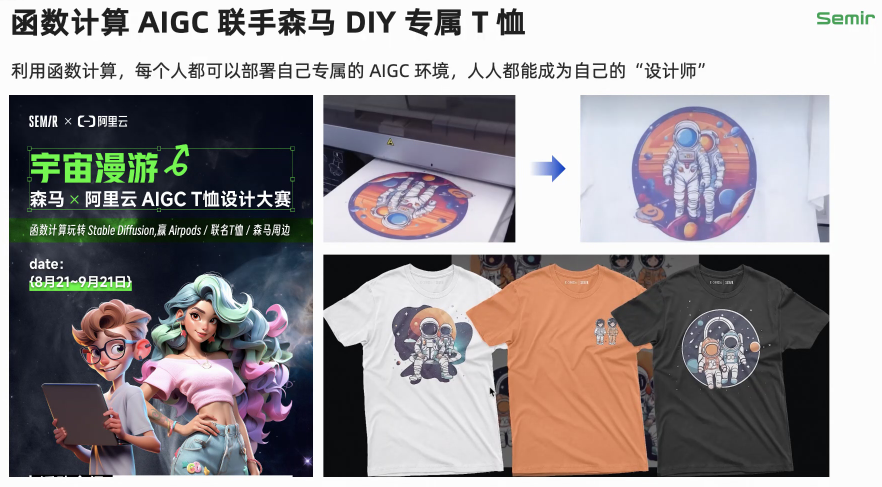 函数计算 AIGC 联手森马 DIY 专属 T 恤
Semir
利用函数计算，每个人都可以部署自己专属的 AIGC 环境，人人都能成为自己的“设计师”
SEM/R × 阿里云
宇宙漫游
森马 × 阿里云 AIGC T恤设计大赛
函数计算玩转 Stable Diffusion,赢 Airpods / 联名T恤 / 森马周边
date：
{8月21~9月21日}